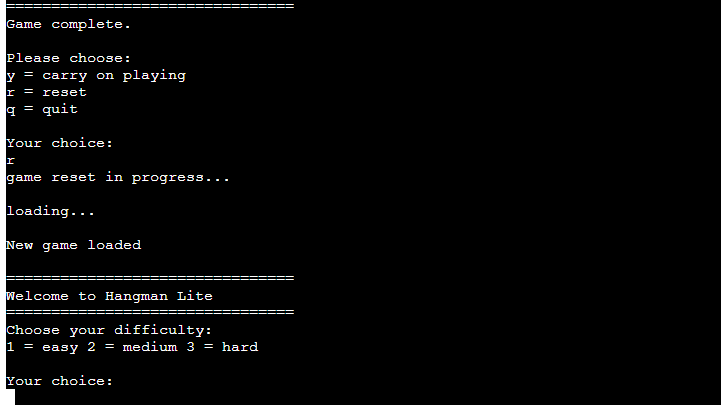 ================================
Game complete.
Please choose:
y = carry on playing
r = reset
q = quit
Your choice:
r
game reset in progress...
loading...
New game loaded
================================
Welcome to Hangman Lite
================================
Choose your difficulty:
1 = easy 2 = medium 3 = hard
Your choice: